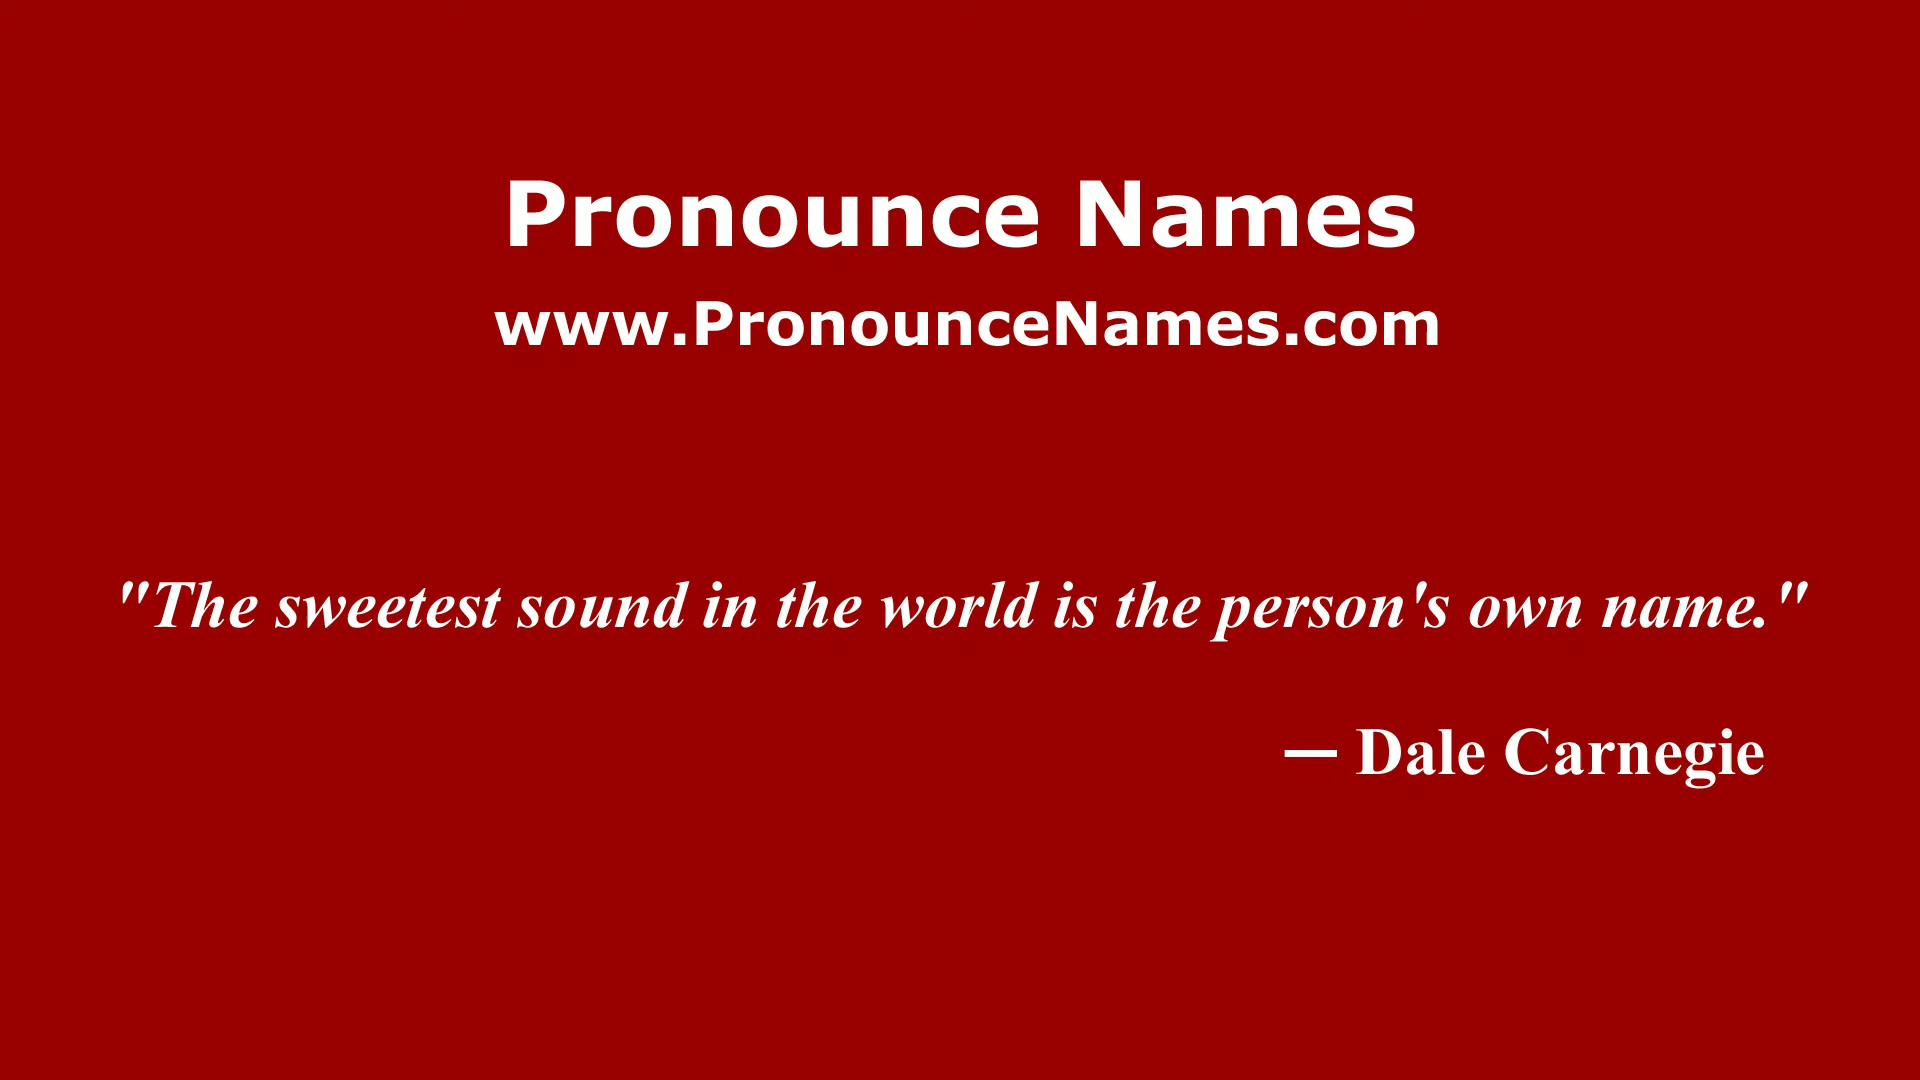 Pronounce Names
www.PronounceNames.com
"The sweetest sound in the world is the person's own name."
— Dale Carnegie